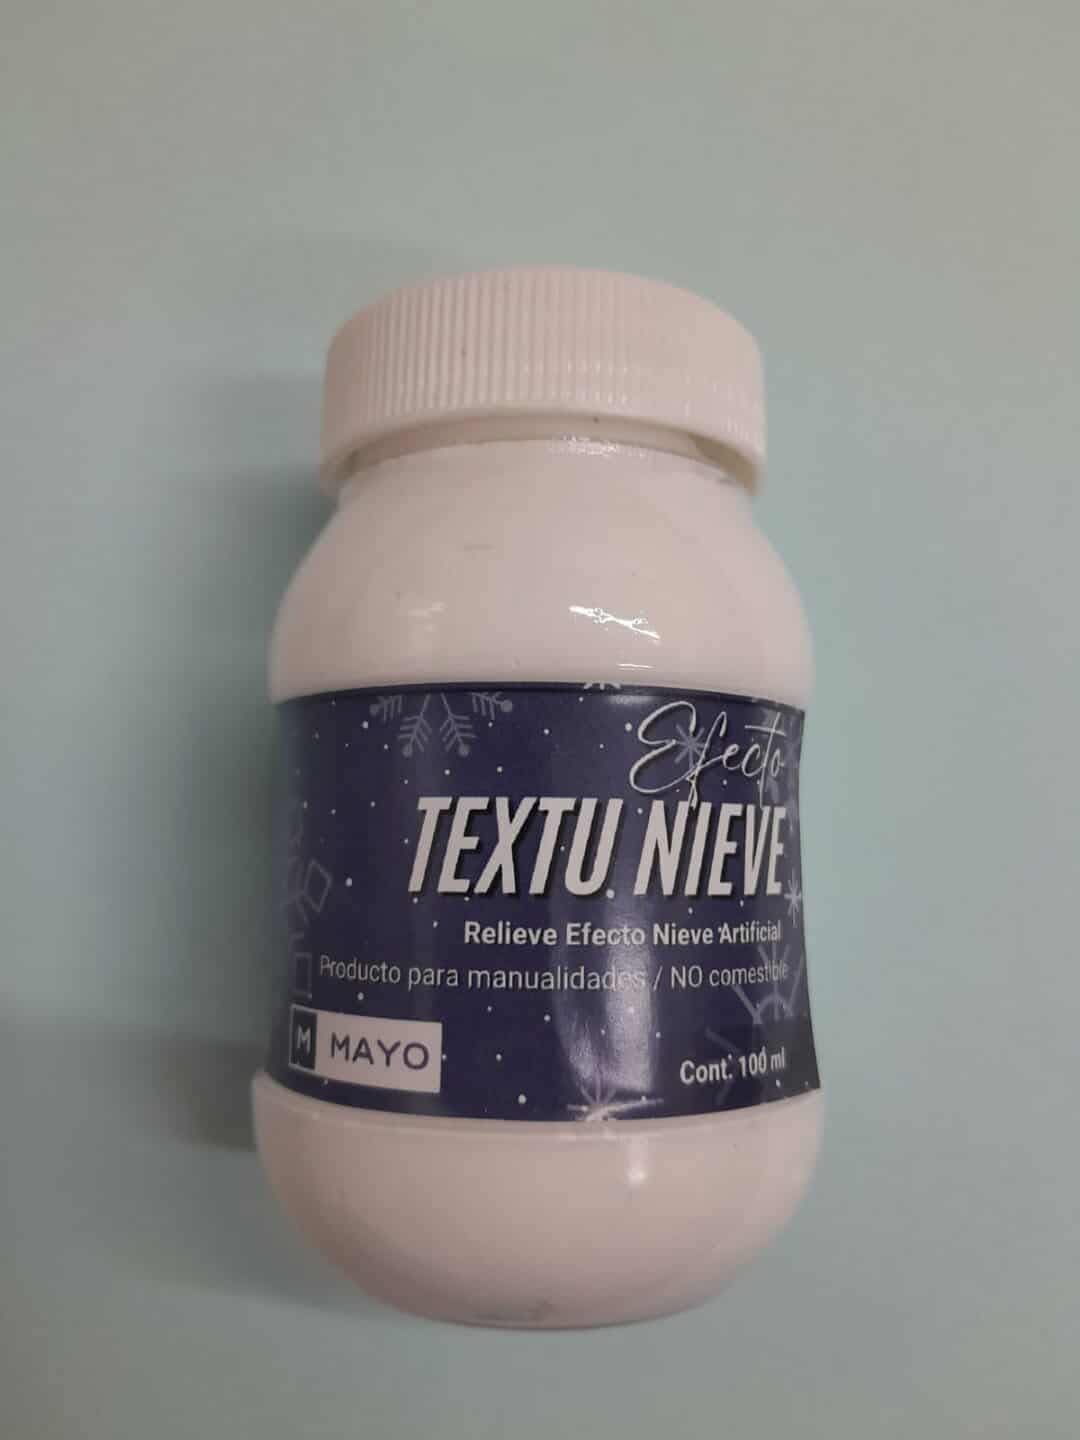 Efecto
TEXTU NIEVE
Relieve Efecto Nieve Artificial
Producto para manualidades / NO comestible
M MAYO
Cont. 100 ml